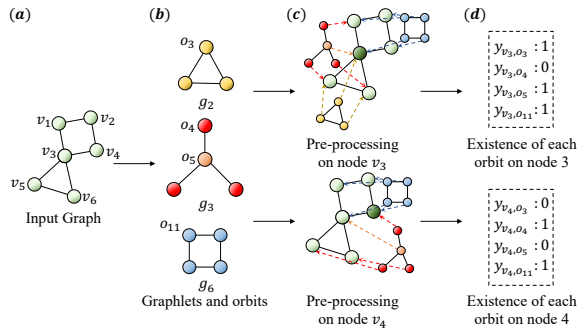 (a)
(b)
(c)
(d)
v₁
v₂
v₃
v₄
v₅
v₆
Input Graph
o₃
g₂
o₄
o₅
g₃
o₁₁
g₆
Graphlets and orbits
Pre-processing
on node v₃
Pre-processing
on node v₄
y_{v₃,o₃} : 1
y_{v₃,o₄} : 0
y_{v₃,o₅} : 1
y_{v₃,o₁₁} : 1
Existence of each
orbit on node 3
y_{v₄,o₃} : 0
y_{v₄,o₄} : 1
y_{v₄,o₅} : 0
y_{v₄,o₁₁} : 1
Existence of each
orbit on node 4